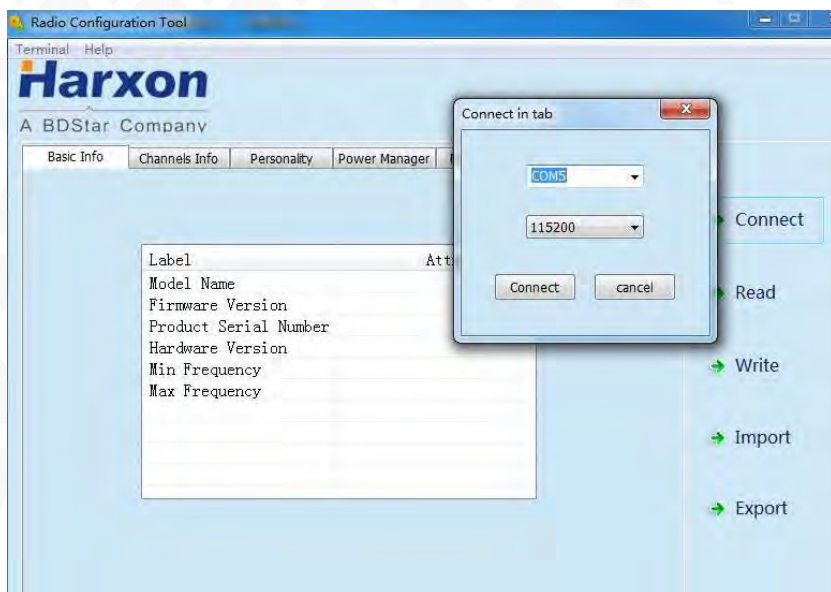 Radio Configuration Tool
Terminal Help
Harxon
A BDStar Company
Basic Info Channels Info Personality Power Manager
Connect in tab
COM5
115200
Connect cancel
Label
Model Name
Firmware Version
Product Serial Number
Hardware Version
Min Frequency
Max Frequency
Connect
Read
Write
Import
Export